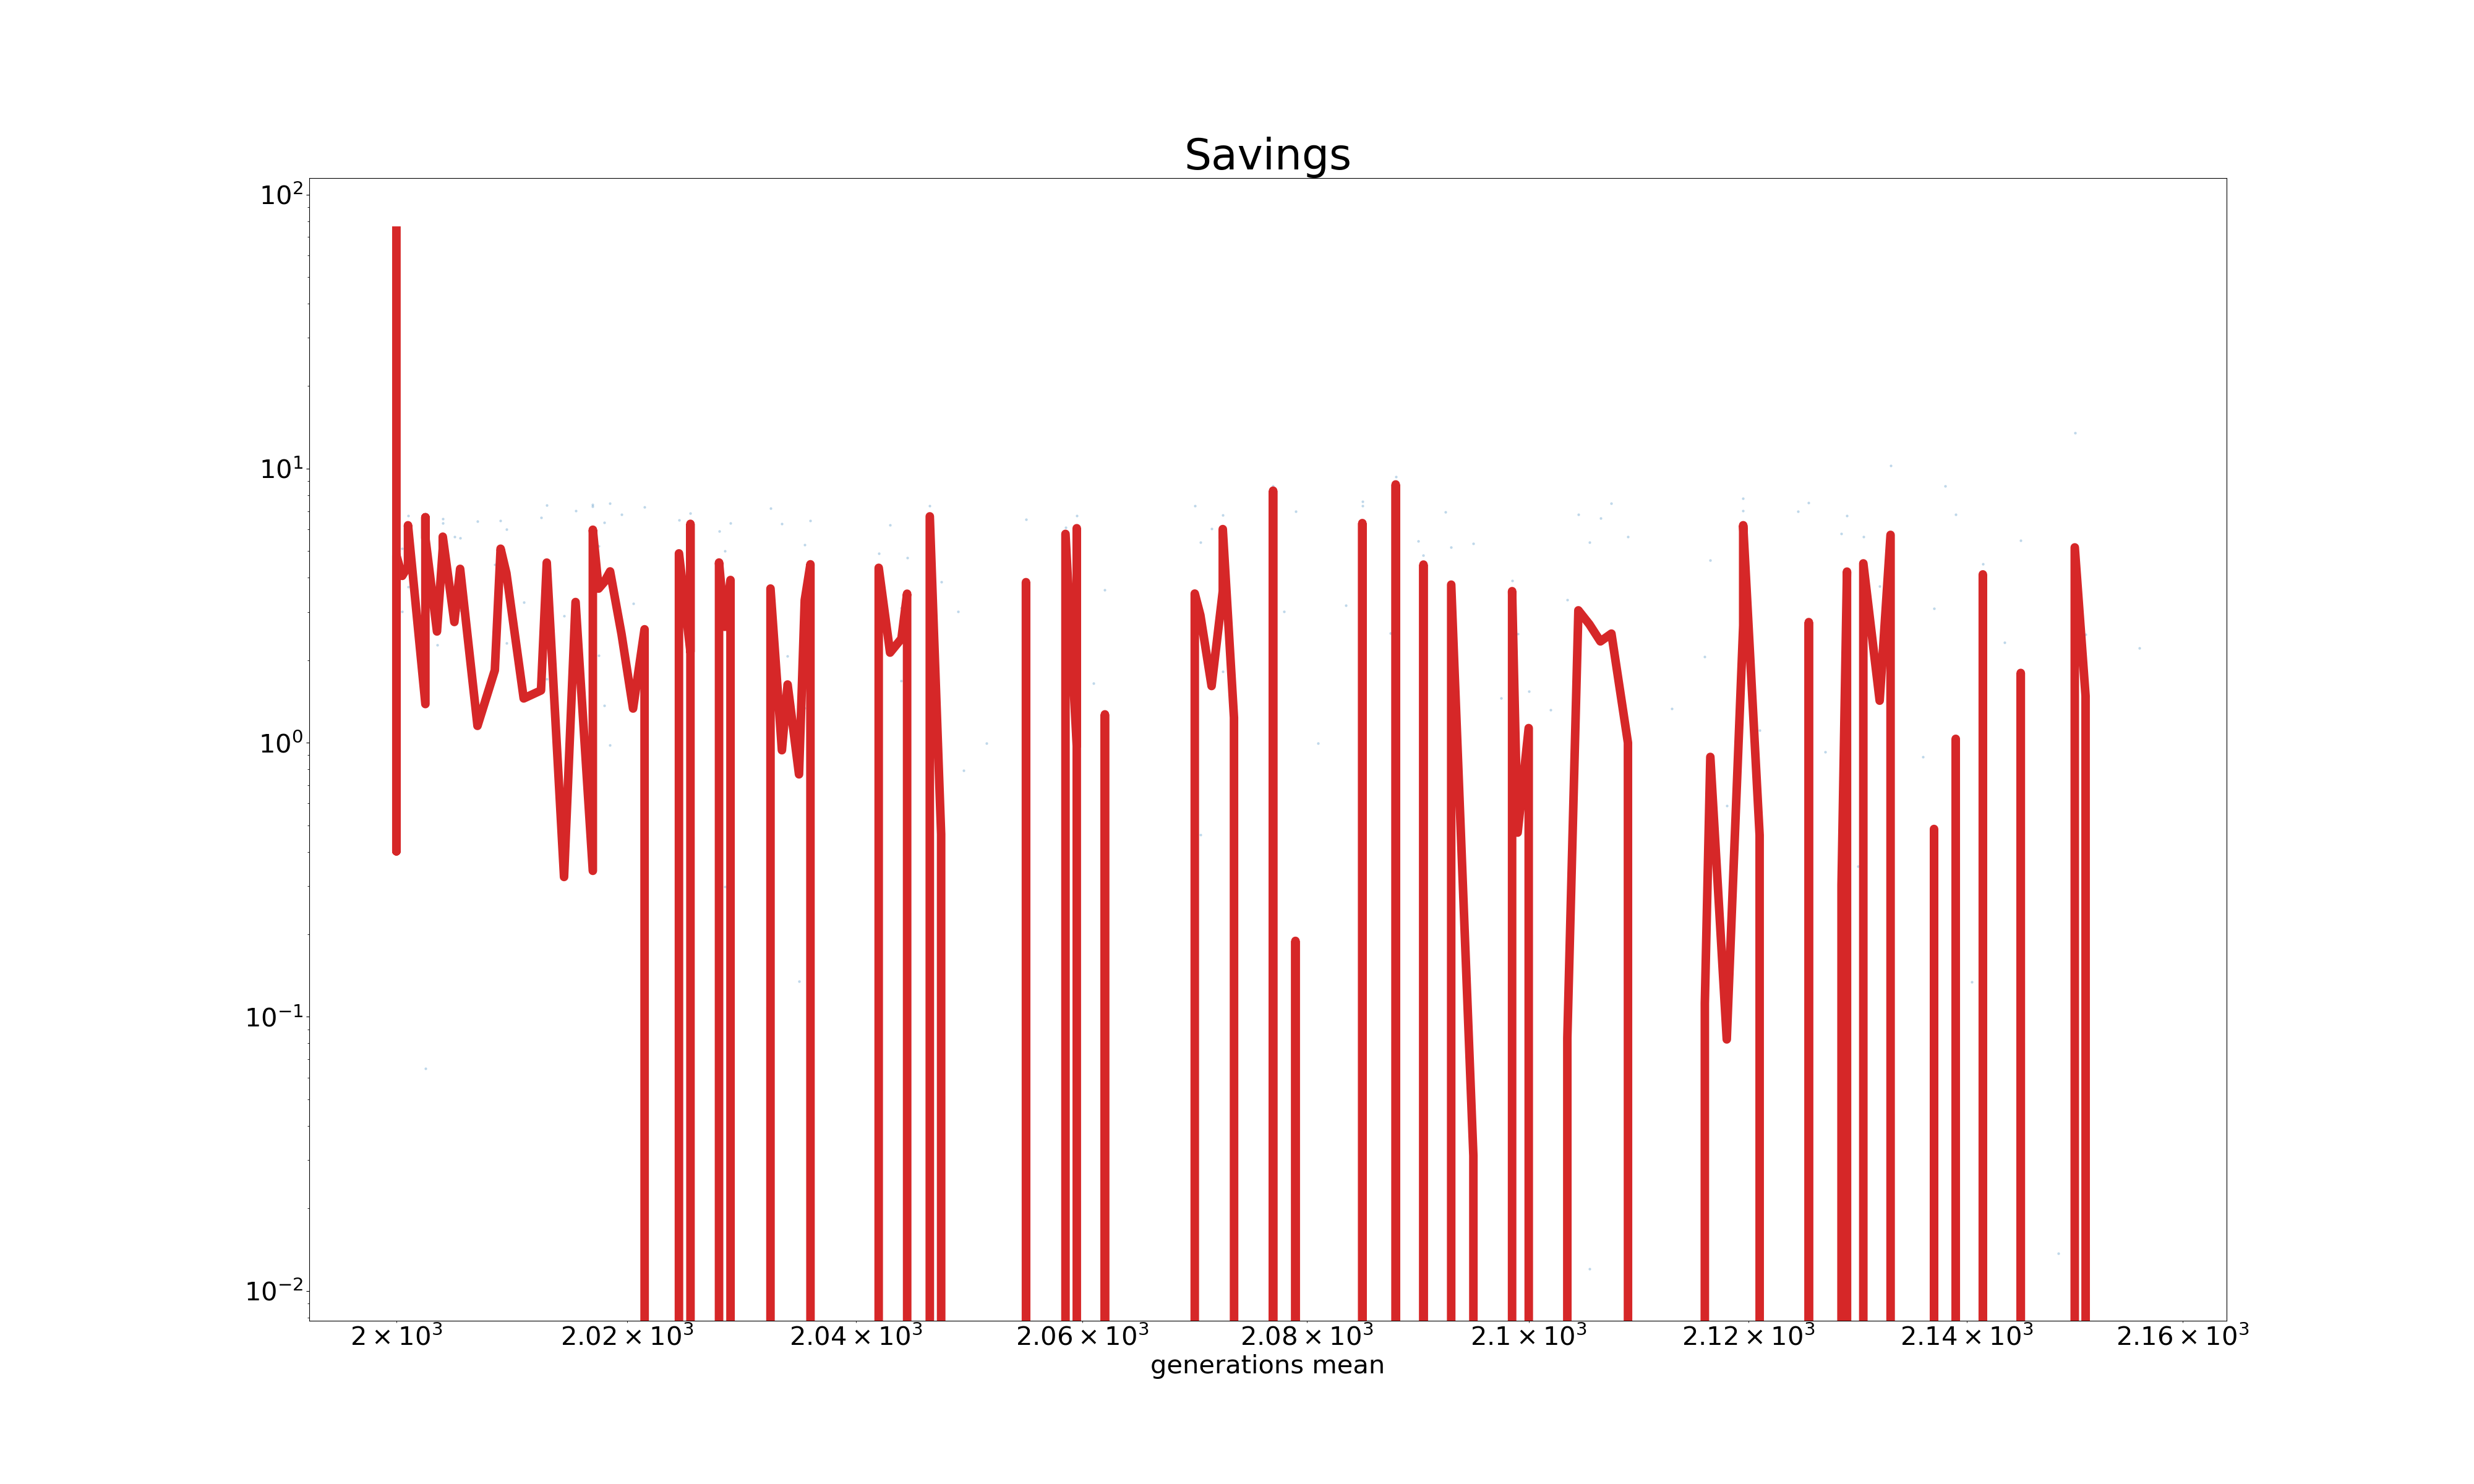 Savings
10²
10¹
10⁰
10⁻¹
10⁻²
2 × 10³ 2.02 × 10³ 2.04 × 10³ 2.06 × 10³ 2.08 × 10³ 2.1 × 10³ 2.12 × 10³ 2.14 × 10³ 2.16 × 10³
generations mean